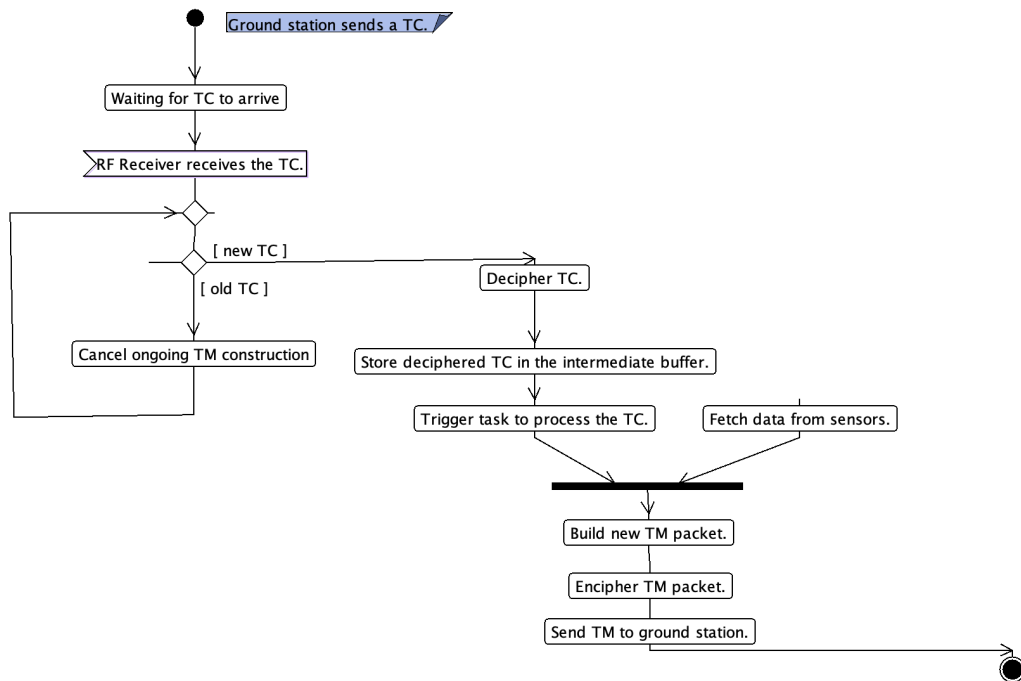 Ground station sends a TC.
Waiting for TC to arrive
RF Receiver receives the TC.
[ new TC ]
Decipher TC.
[ old TC ]
Cancel ongoing TM construction
Store deciphered TC in the intermediate buffer.
Trigger task to process the TC.
Fetch data from sensors.
Build new TM packet.
Encipher TM packet.
Send TM to ground station.